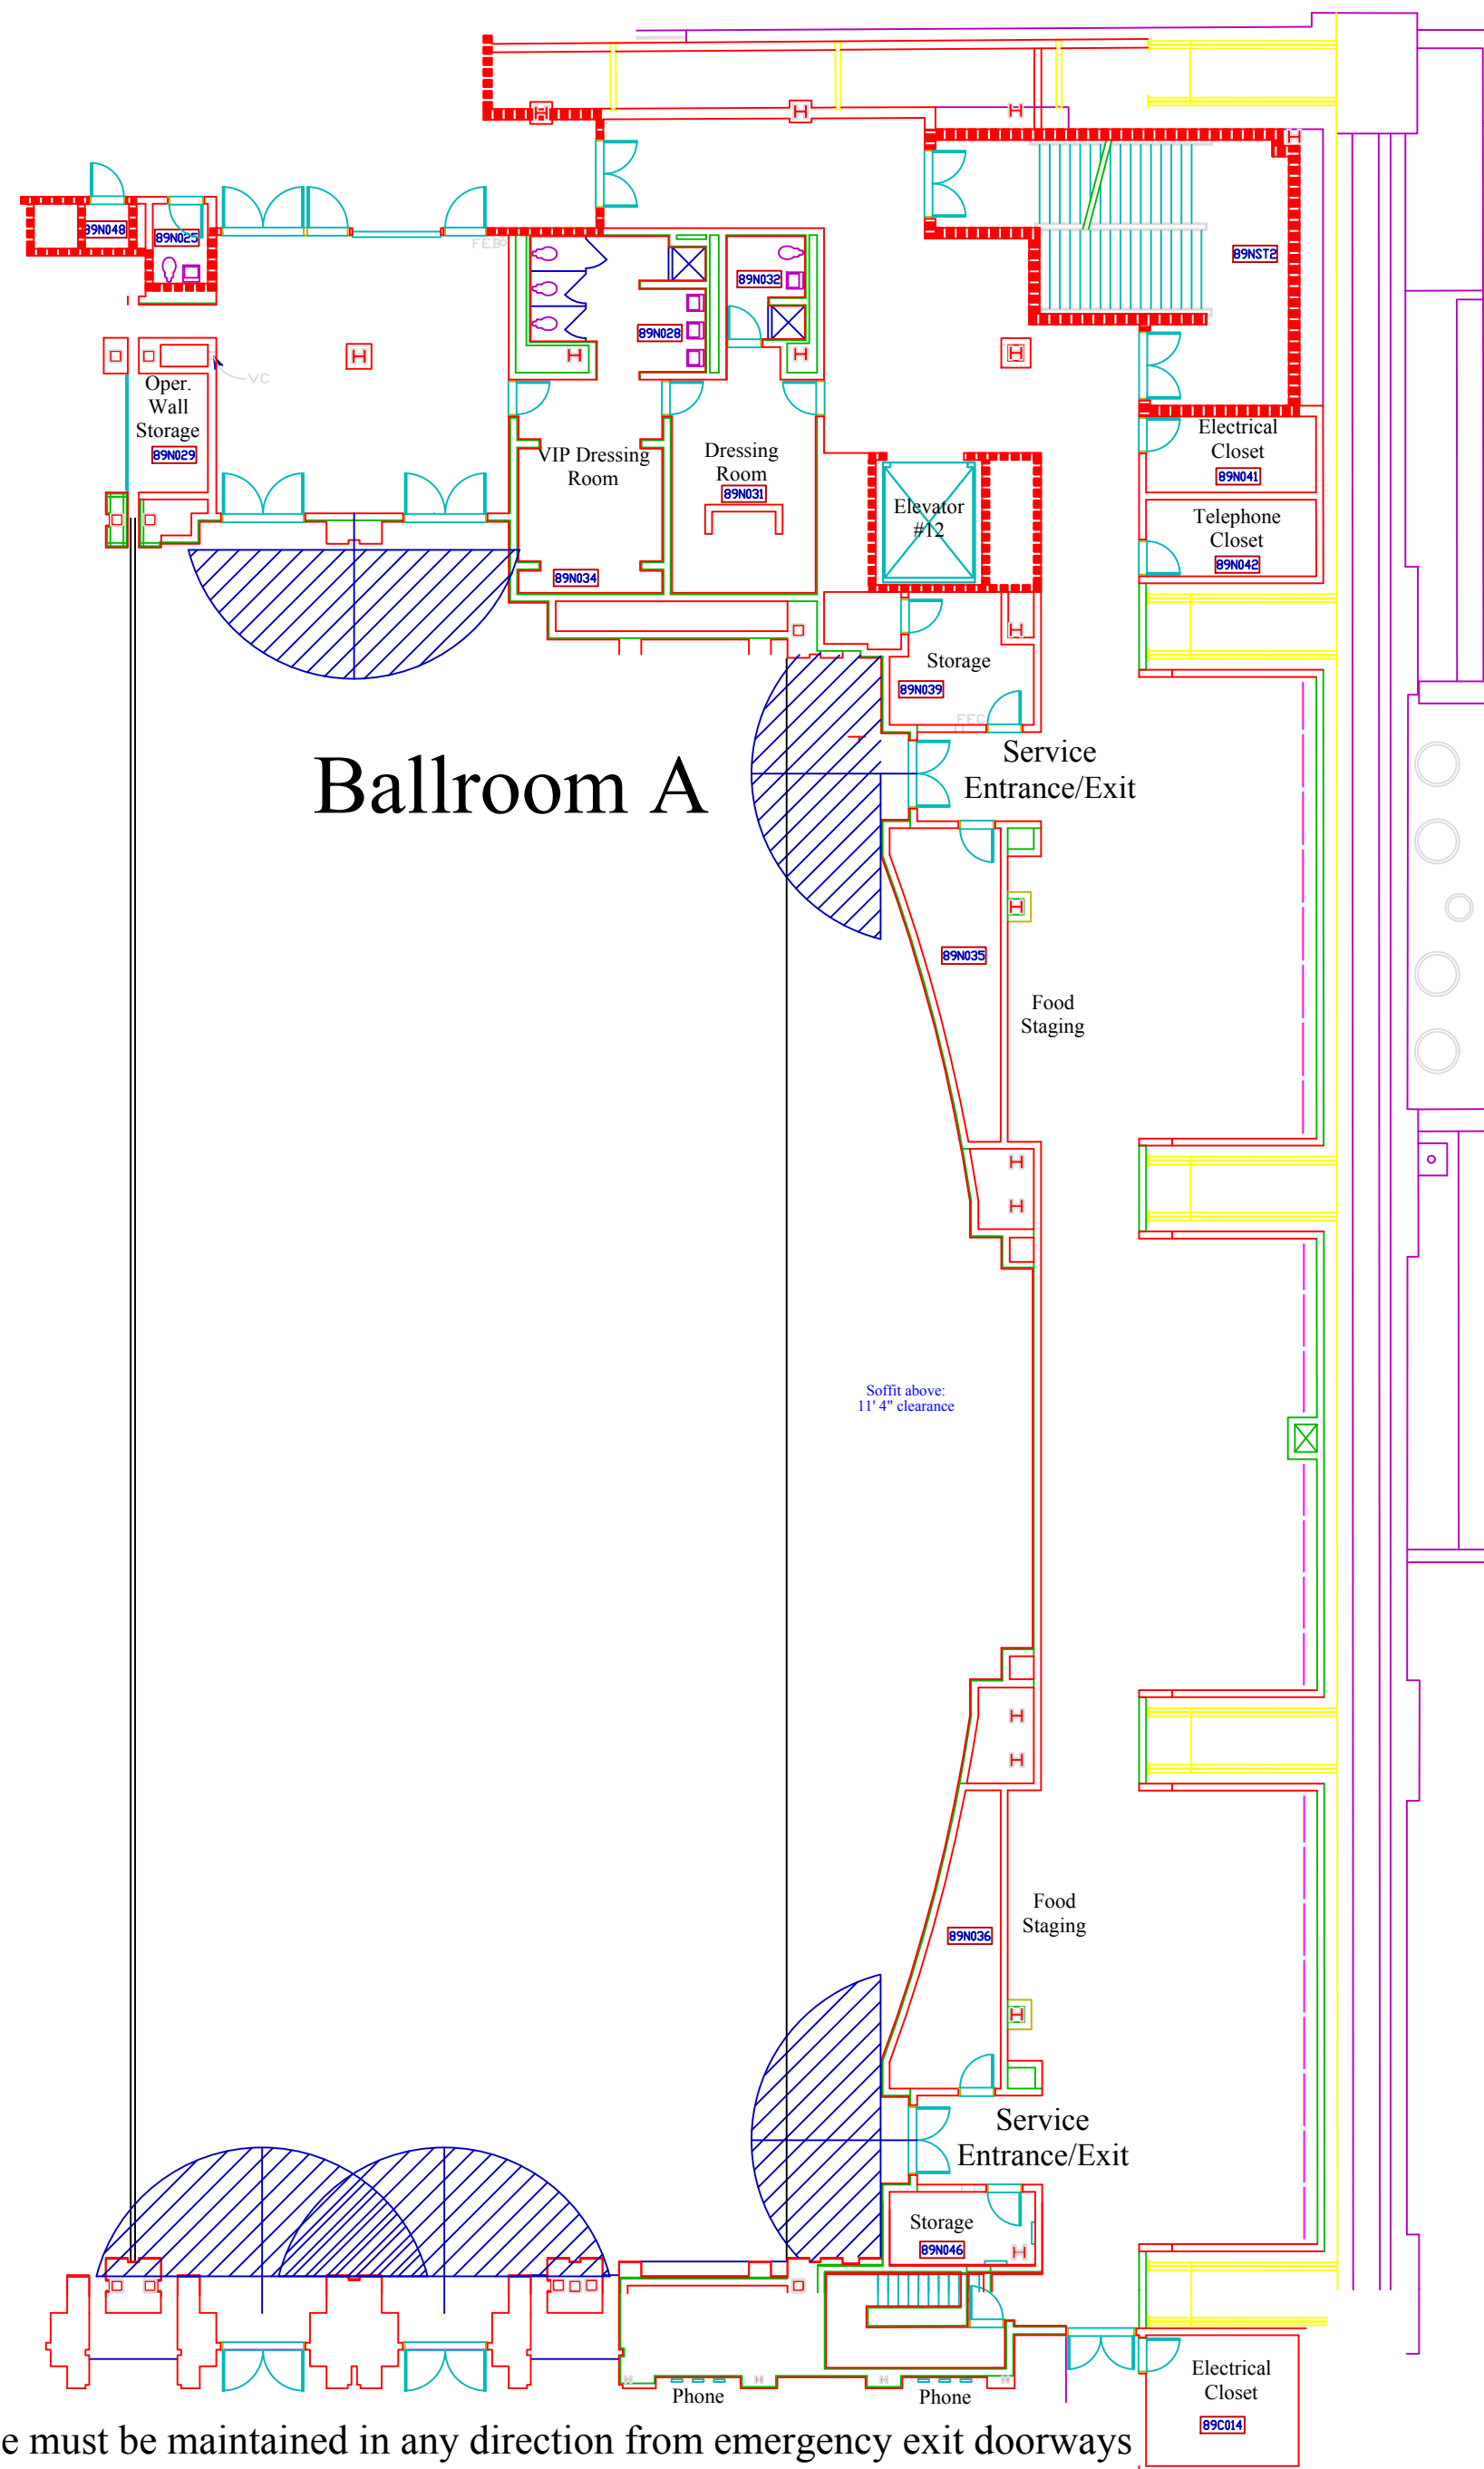 89N048
89N025
FEB
89N032
89NST2
89N028
VC
Oper.
Wall
Storage
89N029
VIP Dressing
Room
89N034
Dressing
Room
89N031
Electrical
Closet
89N041
Elevator
#12
Telephone
Closet
89N042
Storage
89N039
FEC
Ballroom A
Service
Entrance/Exit
89N035
Food
Staging
Soffit above:
11' 4" clearance
Food
Staging
89N036
Service
Entrance/Exit
Storage
89N046
Phone
Phone
Electrical
Closet
89C014
e must be maintained in any direction from emergency exit doorways